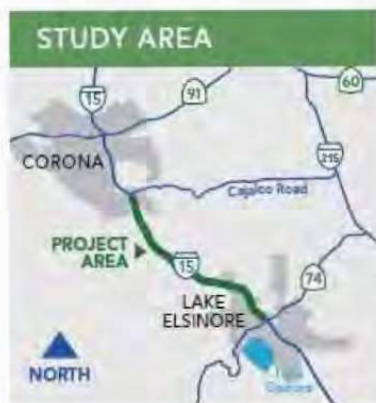 STUDY AREA
15
91
60
CORONA
215
Cajalco Road
PROJECT
AREA
15
74
LAKE
ELSINORE
NORTH